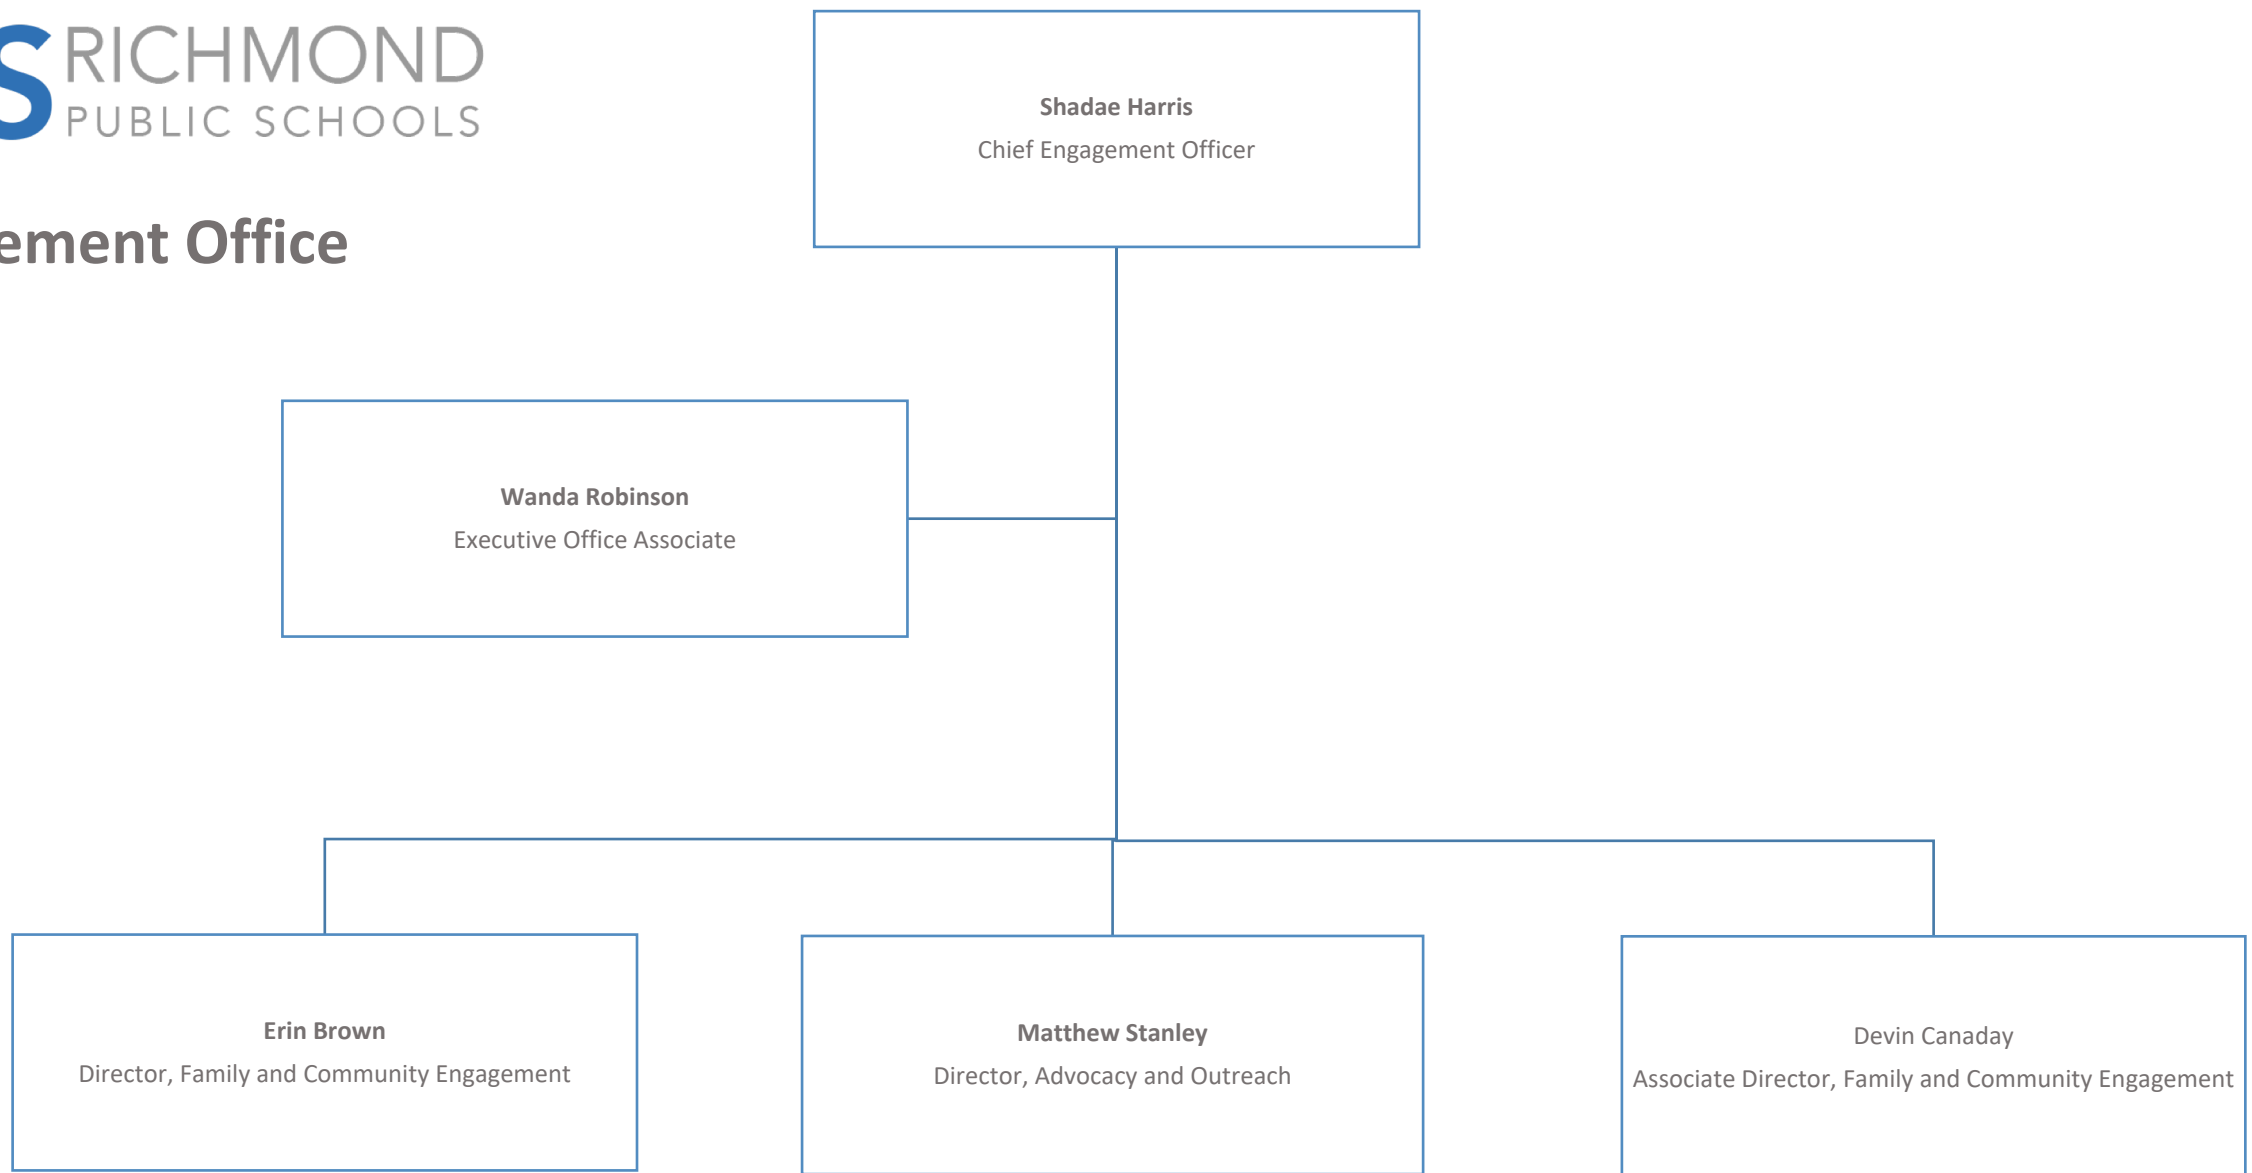 S RICHMOND
PUBLIC SCHOOLS
ement Office
Shadae Harris
Chief Engagement Officer
Wanda Robinson
Executive Office Associate
Erin Brown
Director, Family and Community Engagement
Matthew Stanley
Director, Advocacy and Outreach
Devin Canaday
Associate Director, Family and Community Engagement